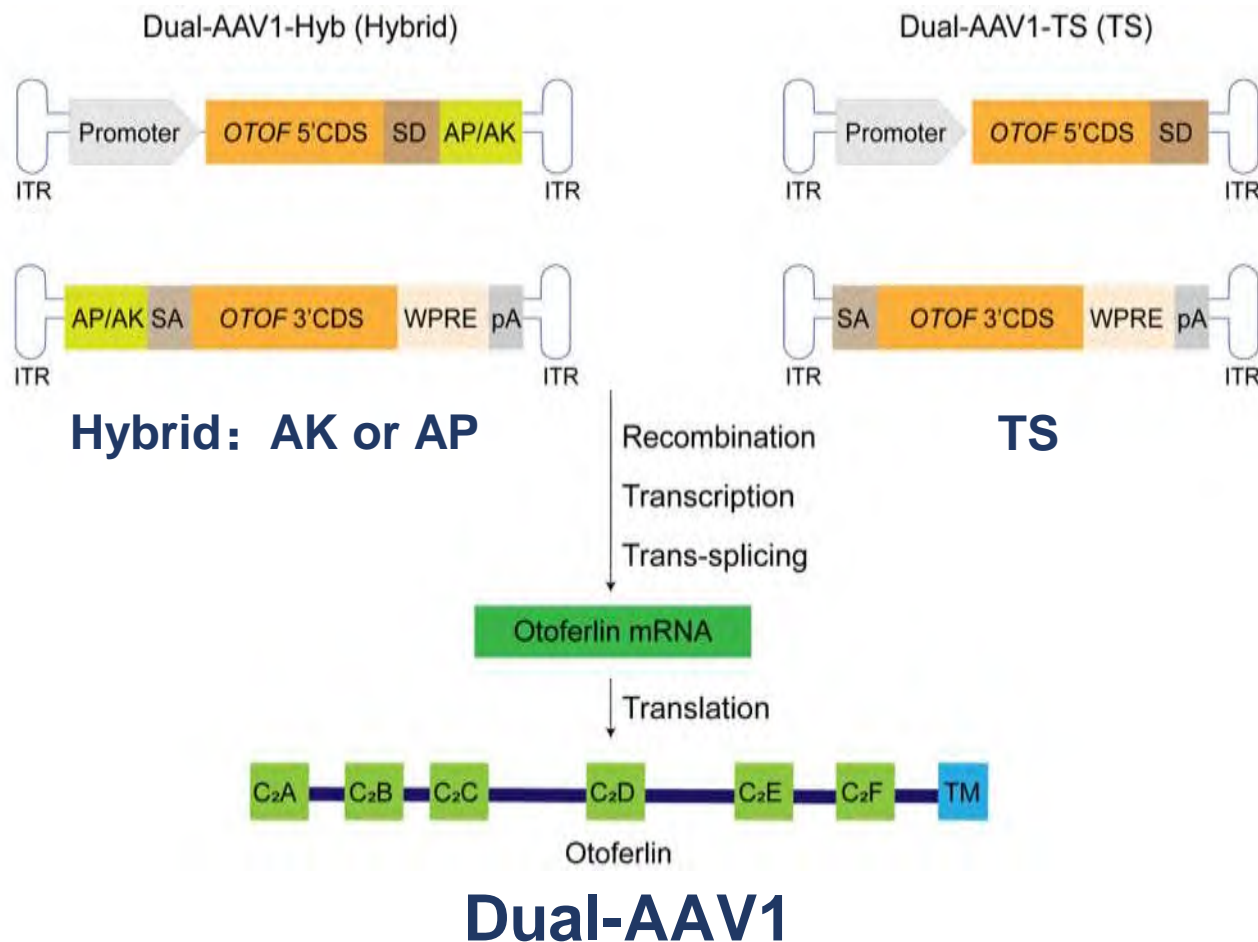 Dual-AAV1-Hyb (Hybrid)
Promoter OTOF 5'CDS SD AP/AK
ITR ITR
AP/AK SA OTOF 3'CDS WPRE pA
ITR ITR
Hybrid：AK or AP
Dual-AAV1-TS (TS)
Promoter OTOF 5'CDS SD
ITR ITR
SA OTOF 3'CDS WPRE pA
ITR ITR
TS
Recombination
Transcription
Trans-splicing
Otoferlin mRNA
Translation
C₂A C₂B C₂C C₂D C₂E C₂F TM
Otoferlin
Dual-AAV1